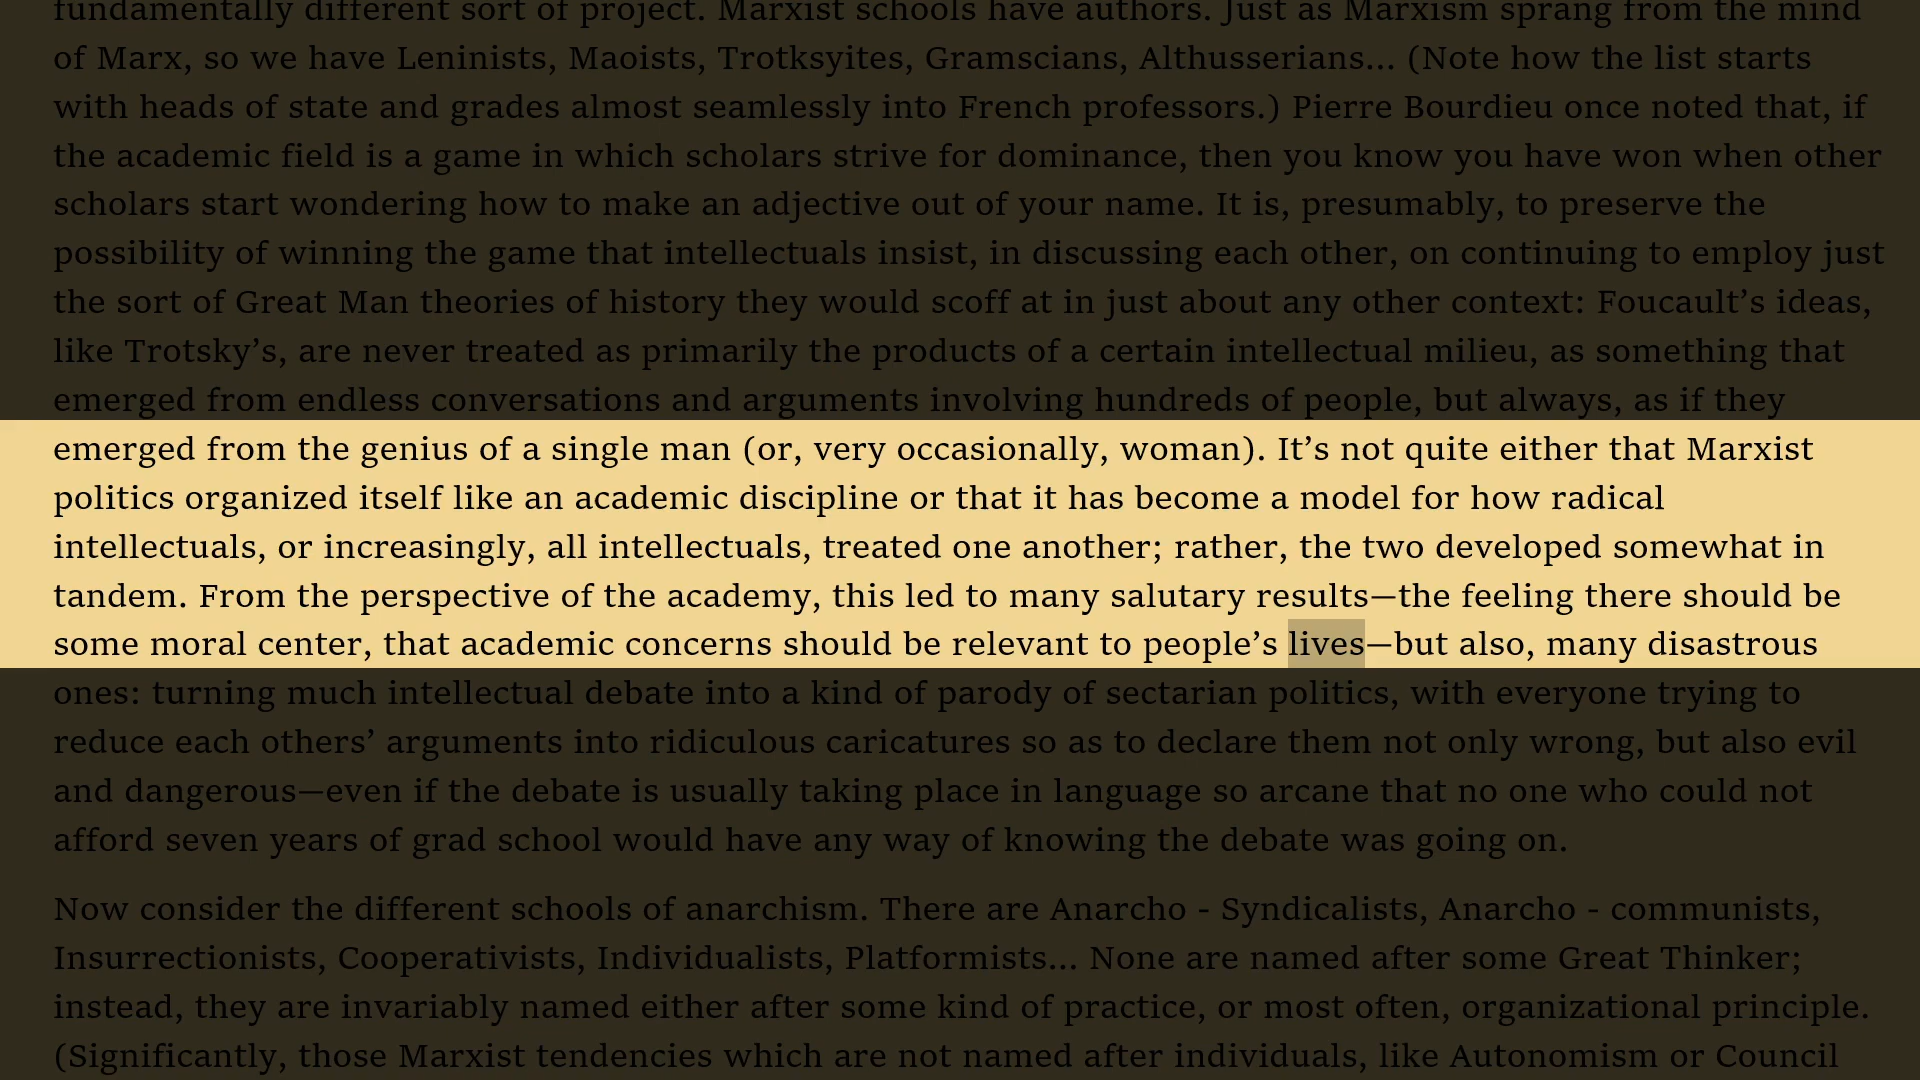 fundamentally different sort of project. Marxist schools have authors. Just as Marxism sprang from the mind
of Marx, so we have Leninists, Maoists, Trotksyites, Gramscians, Althusserians... (Note how the list starts
with heads of state and grades almost seamlessly into French professors.) Pierre Bourdieu once noted that, if
the academic field is a game in which scholars strive for dominance, then you know you have won when other
scholars start wondering how to make an adjective out of your name. It is, presumably, to preserve the
possibility of winning the game that intellectuals insist, in discussing each other, on continuing to employ just
the sort of Great Man theories of history they would scoff at in just about any other context: Foucault’s ideas,
like Trotsky’s, are never treated as primarily the products of a certain intellectual milieu, as something that
emerged from endless conversations and arguments involving hundreds of people, but always, as if they
emerged from the genius of a single man (or, very occasionally, woman). It’s not quite either that Marxist
politics organized itself like an academic discipline or that it has become a model for how radical
intellectuals, or increasingly, all intellectuals, treated one another; rather, the two developed somewhat in
tandem. From the perspective of the academy, this led to many salutary results—the feeling there should be
some moral center, that academic concerns should be relevant to people’s lives—but also, many disastrous
ones: turning much intellectual debate into a kind of parody of sectarian politics, with everyone trying to
reduce each others’ arguments into ridiculous caricatures so as to declare them not only wrong, but also evil
and dangerous—even if the debate is usually taking place in language so arcane that no one who could not
afford seven years of grad school would have any way of knowing the debate was going on.
Now consider the different schools of anarchism. There are Anarcho - Syndicalists, Anarcho - communists,
Insurrectionists, Cooperativists, Individualists, Platformists... None are named after some Great Thinker;
instead, they are invariably named either after some kind of practice, or most often, organizational principle.
(Significantly, those Marxist tendencies which are not named after individuals, like Autonomism or Council